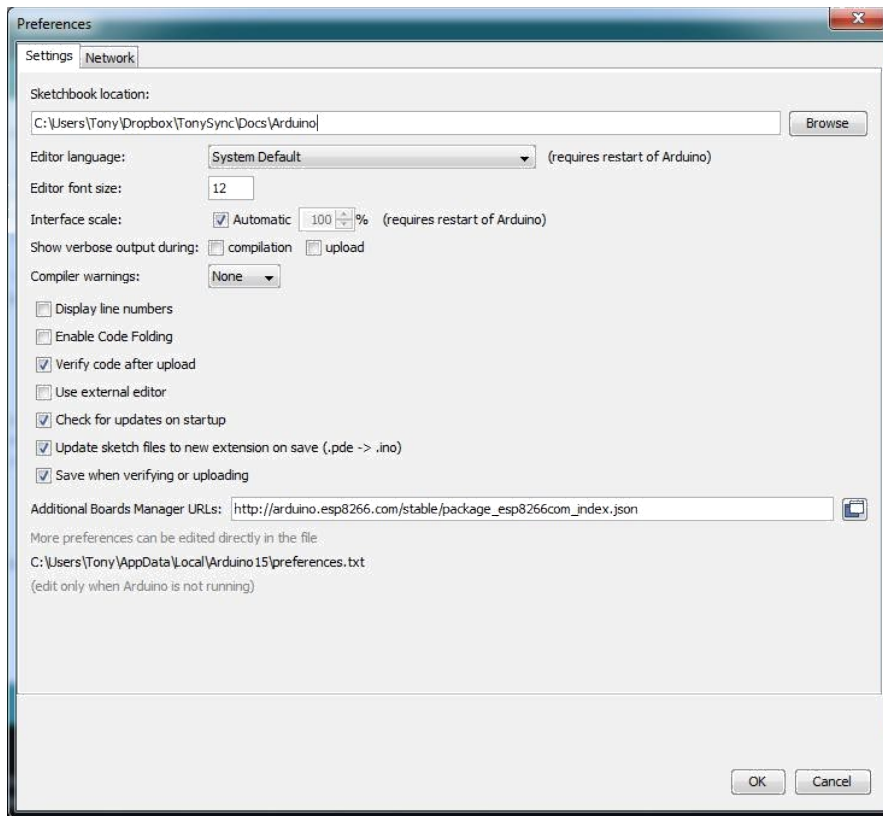 Preferences
Settings Network
Sketchbook location:
C:\Users\Tony\Dropbox\TonySync\Docs\Arduino Browse
Editor language: System Default (requires restart of Arduino)
Editor font size: 12
Interface scale: Automatic 100 % (requires restart of Arduino)
Show verbose output during: compilation upload
Compiler warnings: None
Display line numbers
Enable Code Folding
Verify code after upload
Use external editor
Check for updates on startup
Update sketch files to new extension on save (.pde -> .ino)
Save when verifying or uploading
Additional Boards Manager URLs: http://arduino.esp8266.com/stable/package_esp8266com_index.json
More preferences can be edited directly in the file
C:\Users\Tony\AppData\Local\Arduino15\preferences.txt
(edit only when Arduino is not running)
OK Cancel